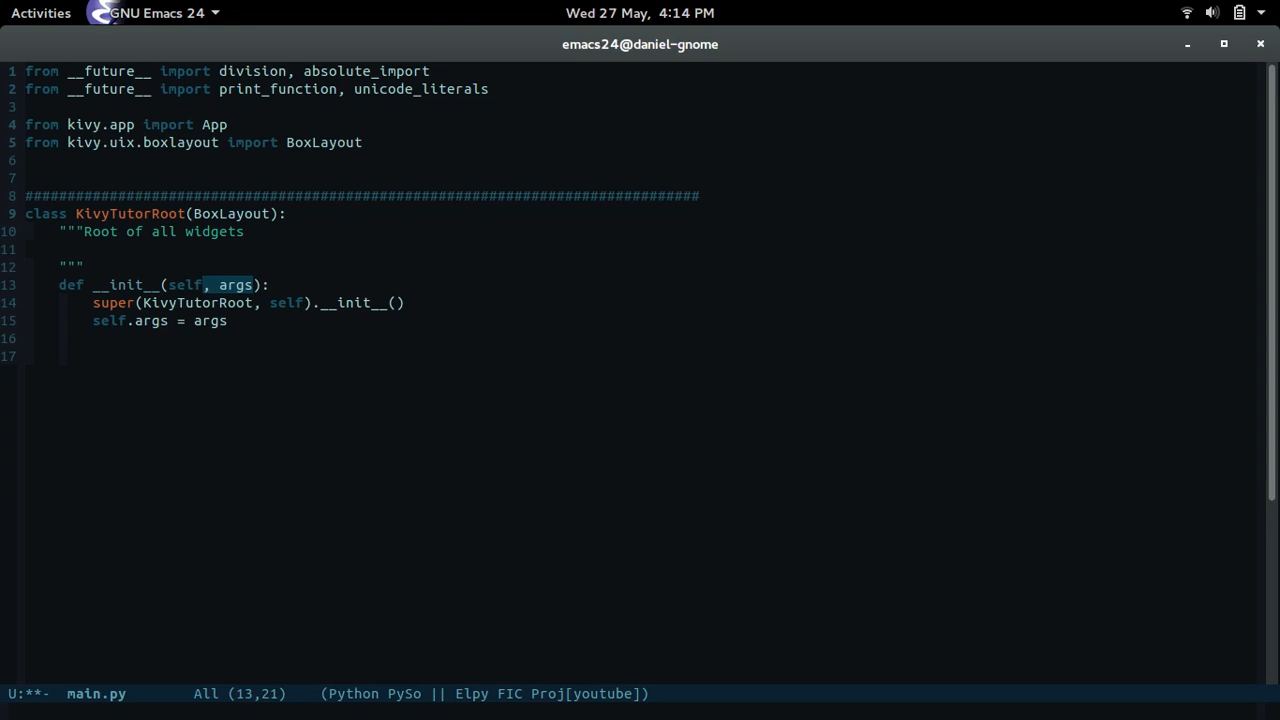 Activities GNU Emacs 24 Wed 27 May, 4:14 PM
emacs24@daniel-gnome
1 from __future__ import division, absolute_import
2 from __future__ import print_function, unicode_literals
3
4 from kivy.app import App
5 from kivy.uix.boxlayout import BoxLayout
6
7
8 ################################################################################
9 class KivyTutorRoot(BoxLayout):
10     """Root of all widgets
11
12     """
13     def __init__(self, args):
14         super(KivyTutorRoot, self).__init__()
15         self.args = args
16
17
U:**-  main.py        All (13,21)    (Python PySo || Elpy FIC Proj[youtube])